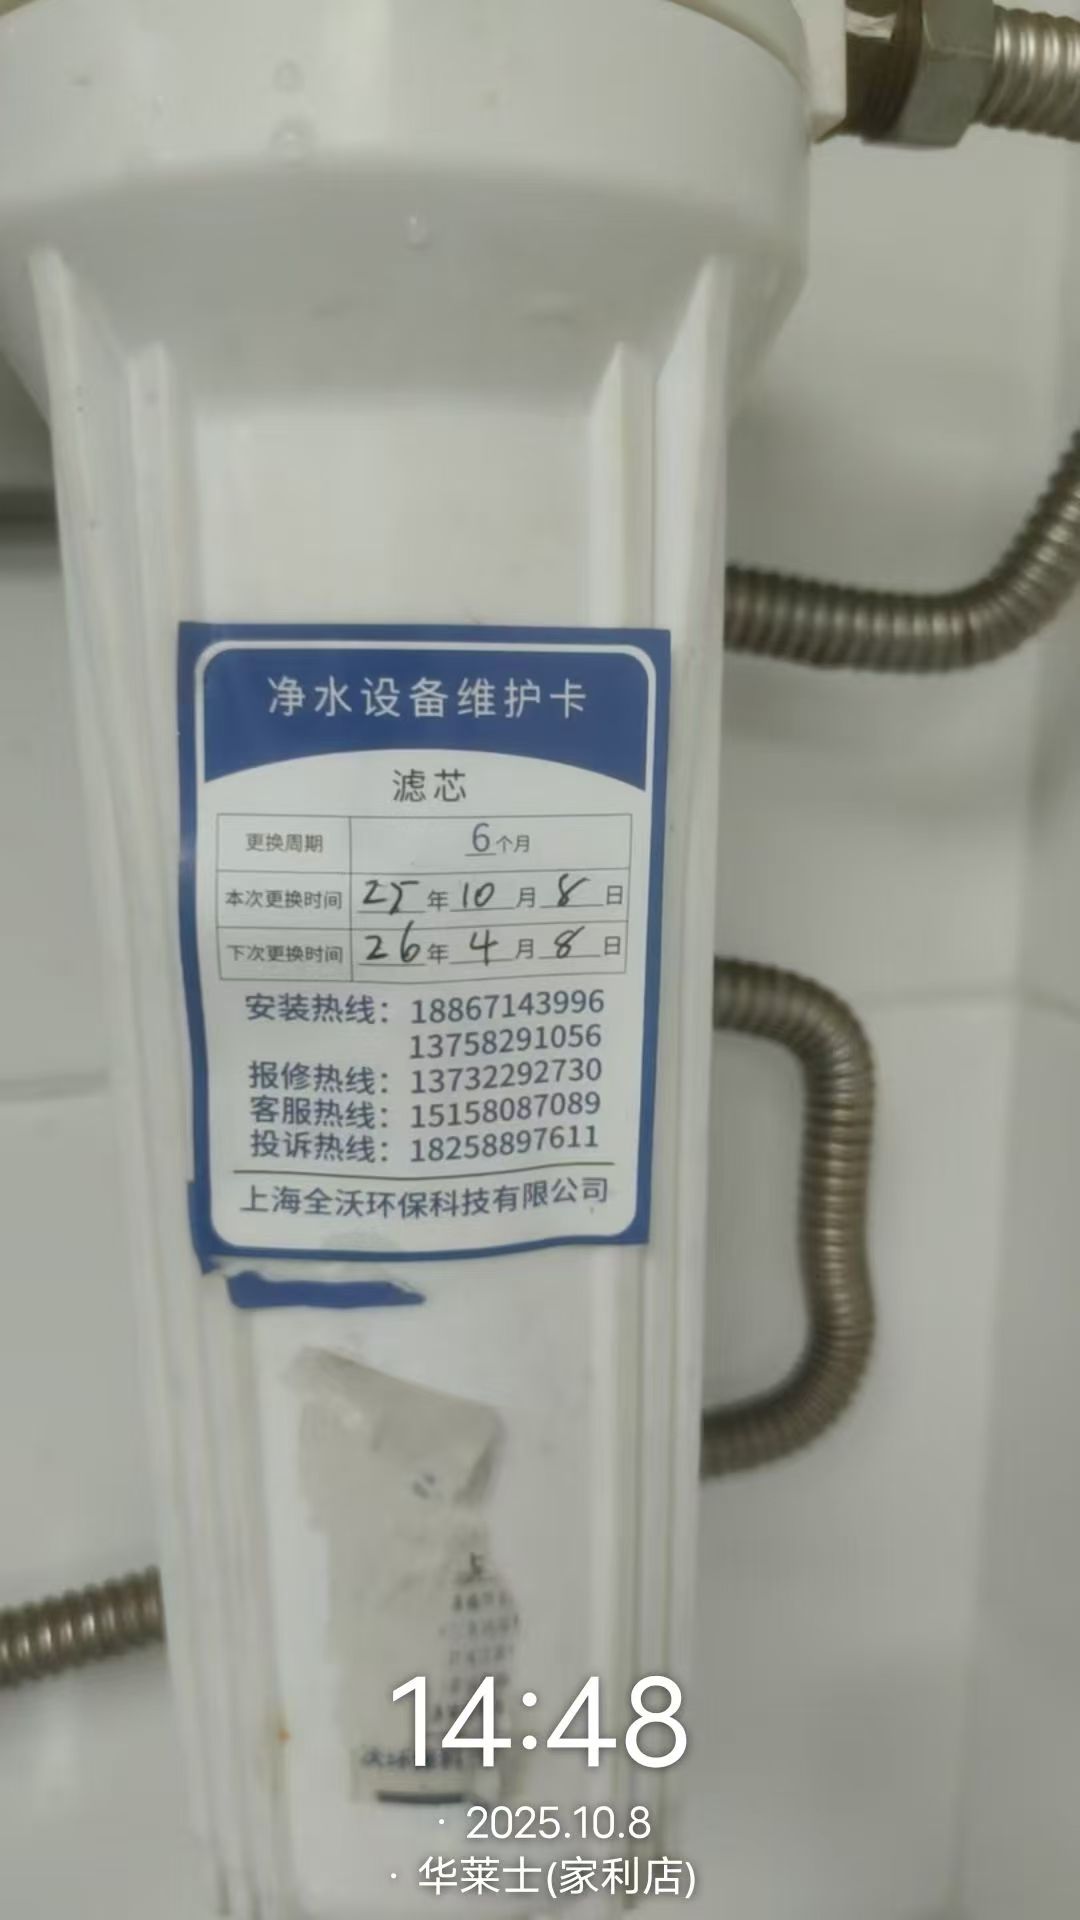 净水设备维护卡
滤芯
更换周期 6个月
本次更换时间 25年10月8日
下次更换时间 26年4月8日
安装热线：18867143996
13758291056
报修热线：13732292730
客服热线：15158087089
投诉热线：18258897611
上海全沃环保科技有限公司
14:48
· 2025.10.8
· 华莱士(家利店)